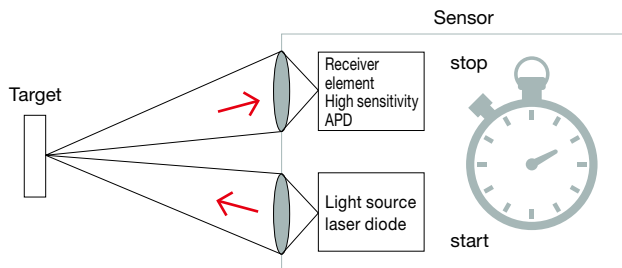 Sensor
Target
Receiver
element
High sensitivity
APD
stop
Light source
laser diode
start